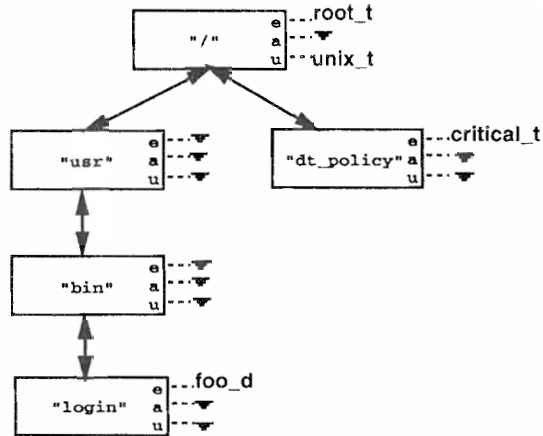 "/" e root_t
a
u unix_t
"usr" e
a
u
"dt_policy" e critical_t
a
u
"bin" e
a
u
"login" e foo_d
a
u